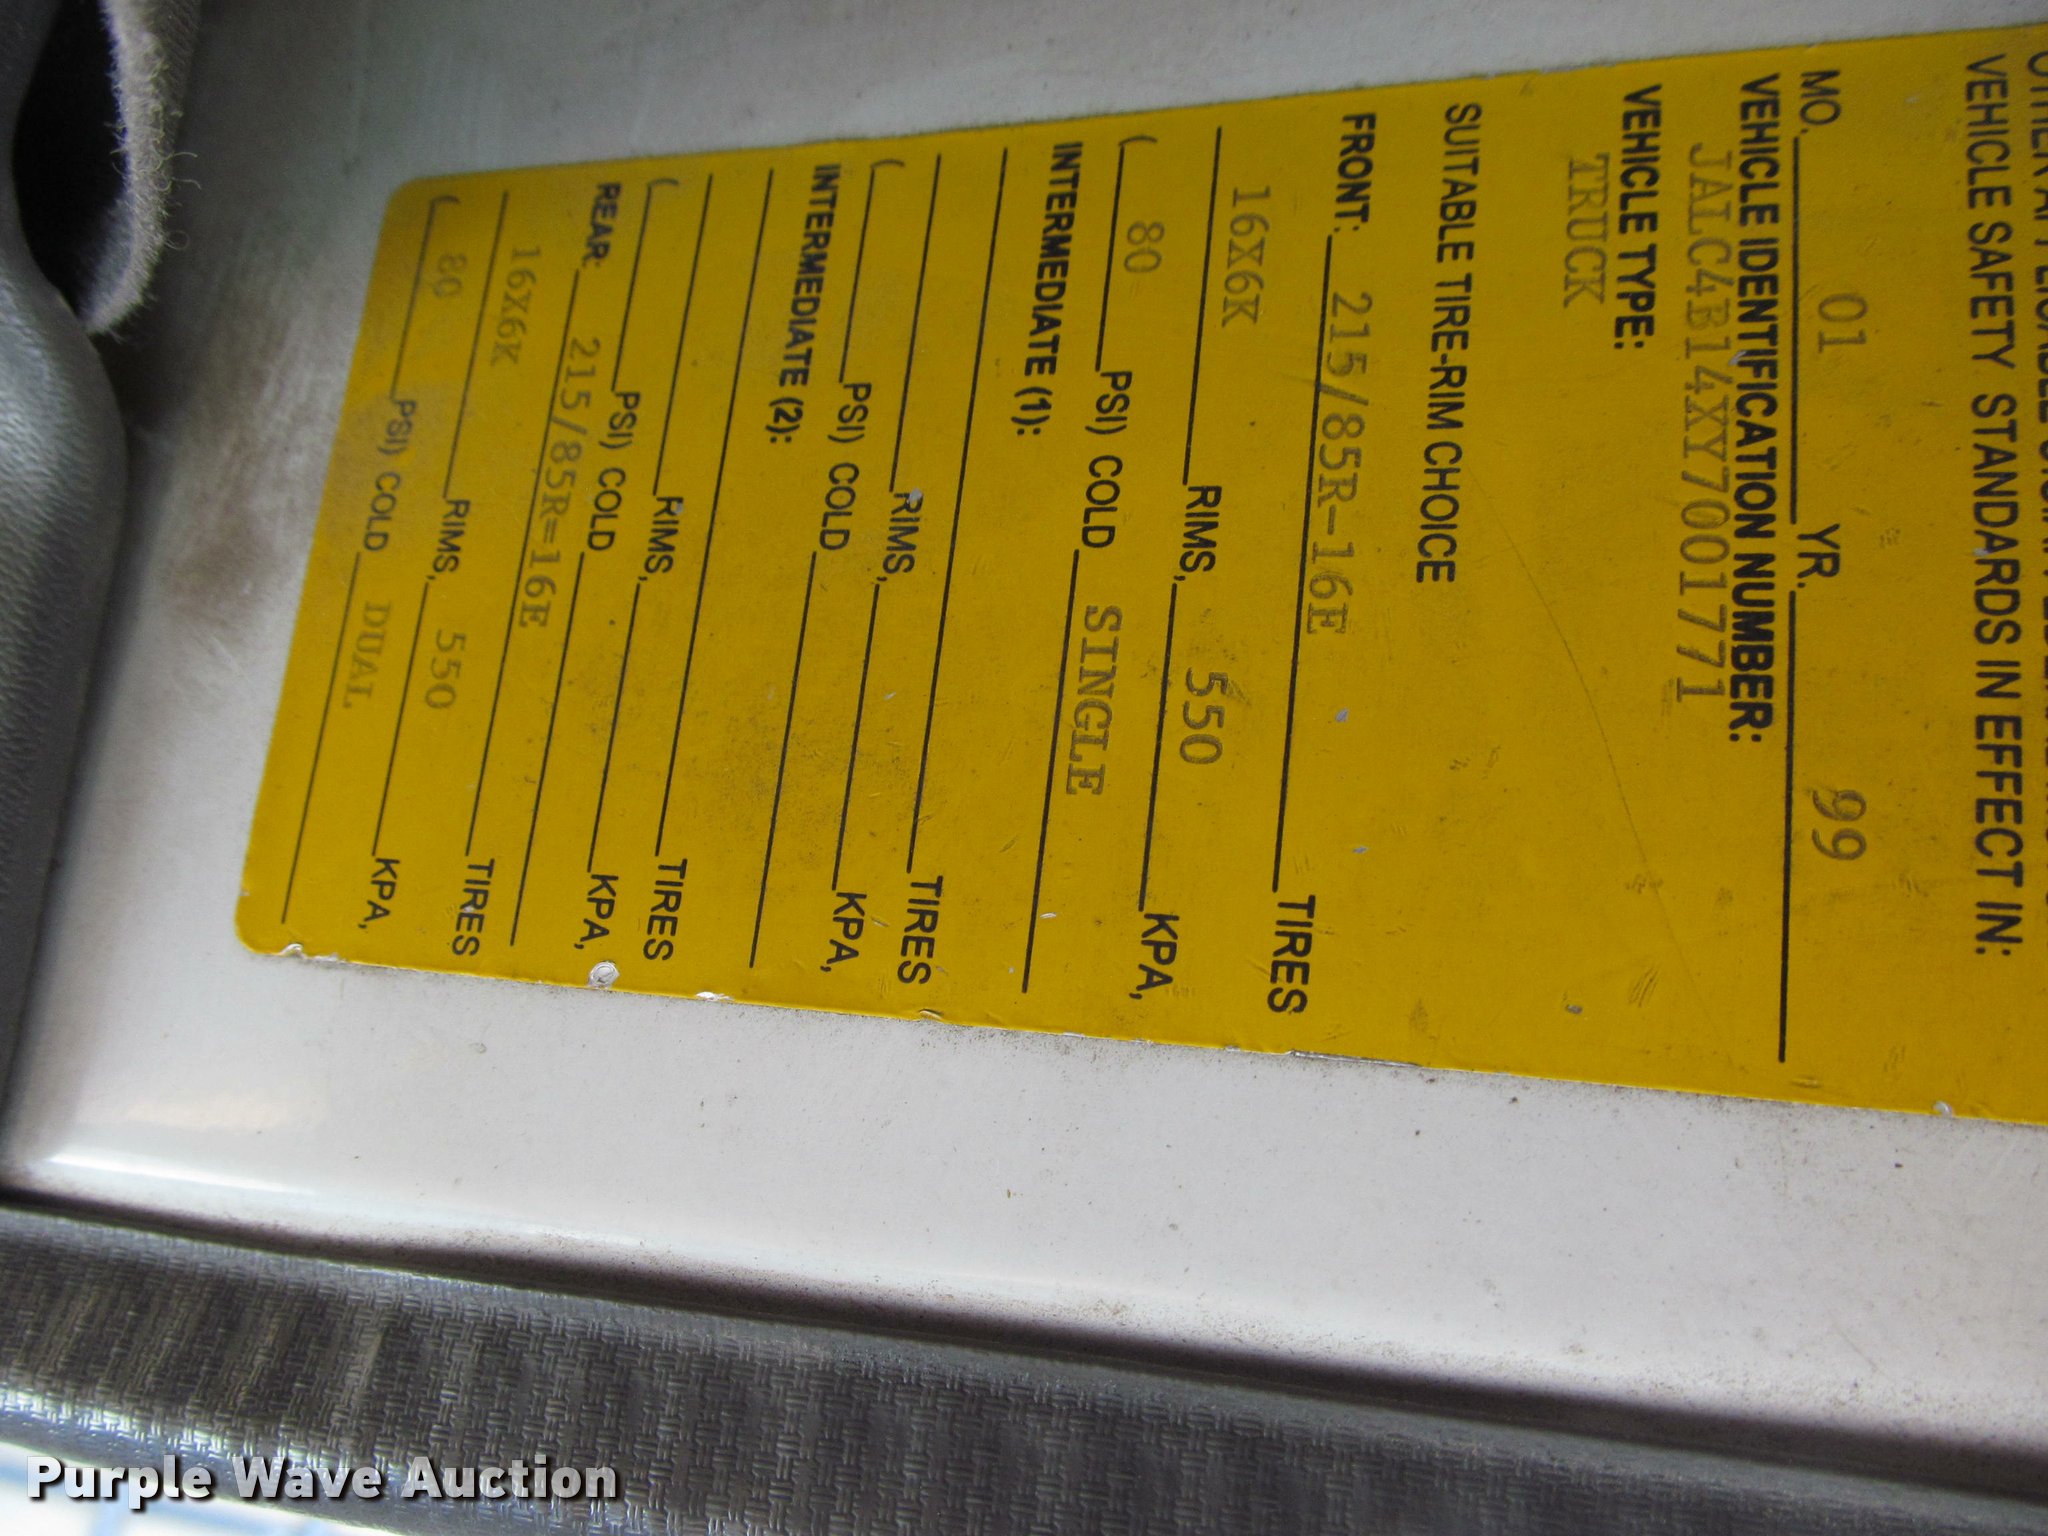 VEHICLE SAFETY STANDARDS IN EFFECT IN:
MO. 01 YR. 99
VEHICLE IDENTIFICATION NUMBER:
JALC4B14XY7001771
VEHICLE TYPE:
TRUCK
SUITABLE TIRE-RIM CHOICE
FRONT: 215/85R-16E TIRES
16X6K RIMS, 550 KPA,
( 80 PSI) COLD SINGLE
INTERMEDIATE (1):
TIRES
RIMS, KPA,
( PSI) COLD
INTERMEDIATE (2):
TIRES
RIMS, KPA,
( PSI) COLD
REAR: 215/85R=16E TIRES
16X6K RIMS, 550 KPA,
( 80 PSI) COLD DUAL
Purple Wave Auction